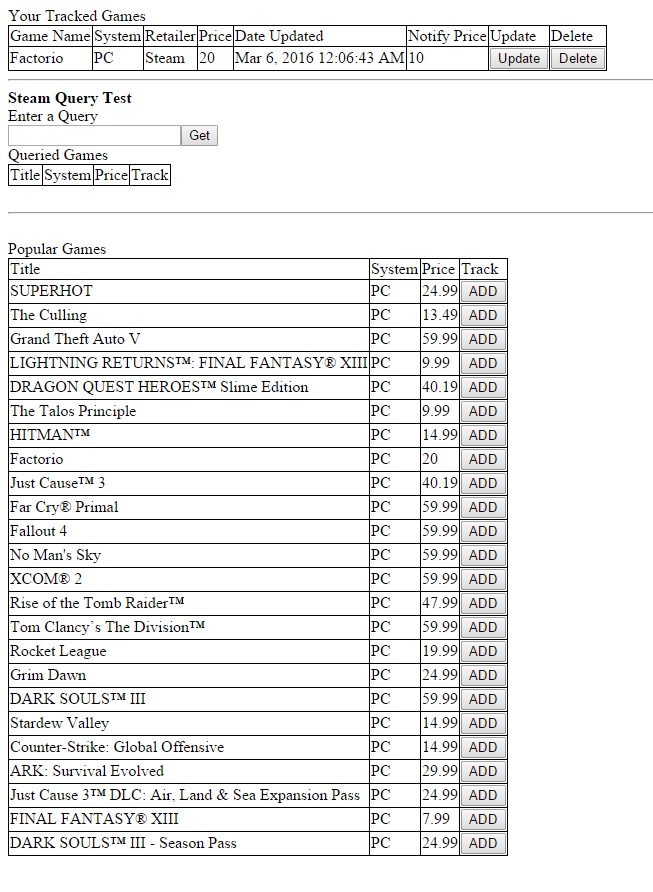 Your Tracked Games
Game Name System Retailer Price Date Updated Notify Price Update Delete
Factorio PC Steam 20 Mar 6, 2016 12:06:43 AM 10 Update Delete
Steam Query Test
Enter a Query
Get
Queried Games
Title System Price Track
Popular Games
Title System Price Track
SUPERHOT PC 24.99 ADD
The Culling PC 13.49 ADD
Grand Theft Auto V PC 59.99 ADD
LIGHTNING RETURNS™: FINAL FANTASY® XIII PC 9.99 ADD
DRAGON QUEST HEROES™ Slime Edition PC 40.19 ADD
The Talos Principle PC 9.99 ADD
HITMAN™ PC 14.99 ADD
Factorio PC 20 ADD
Just Cause™ 3 PC 40.19 ADD
Far Cry® Primal PC 59.99 ADD
Fallout 4 PC 59.99 ADD
No Man's Sky PC 59.99 ADD
XCOM® 2 PC 59.99 ADD
Rise of the Tomb Raider™ PC 47.99 ADD
Tom Clancy’s The Division™ PC 59.99 ADD
Rocket League PC 19.99 ADD
Grim Dawn PC 24.99 ADD
DARK SOULS™ III PC 59.99 ADD
Stardew Valley PC 14.99 ADD
Counter-Strike: Global Offensive PC 14.99 ADD
ARK: Survival Evolved PC 29.99 ADD
Just Cause 3™ DLC: Air, Land & Sea Expansion Pass PC 24.99 ADD
FINAL FANTASY® XIII PC 7.99 ADD
DARK SOULS™ III - Season Pass PC 24.99 ADD